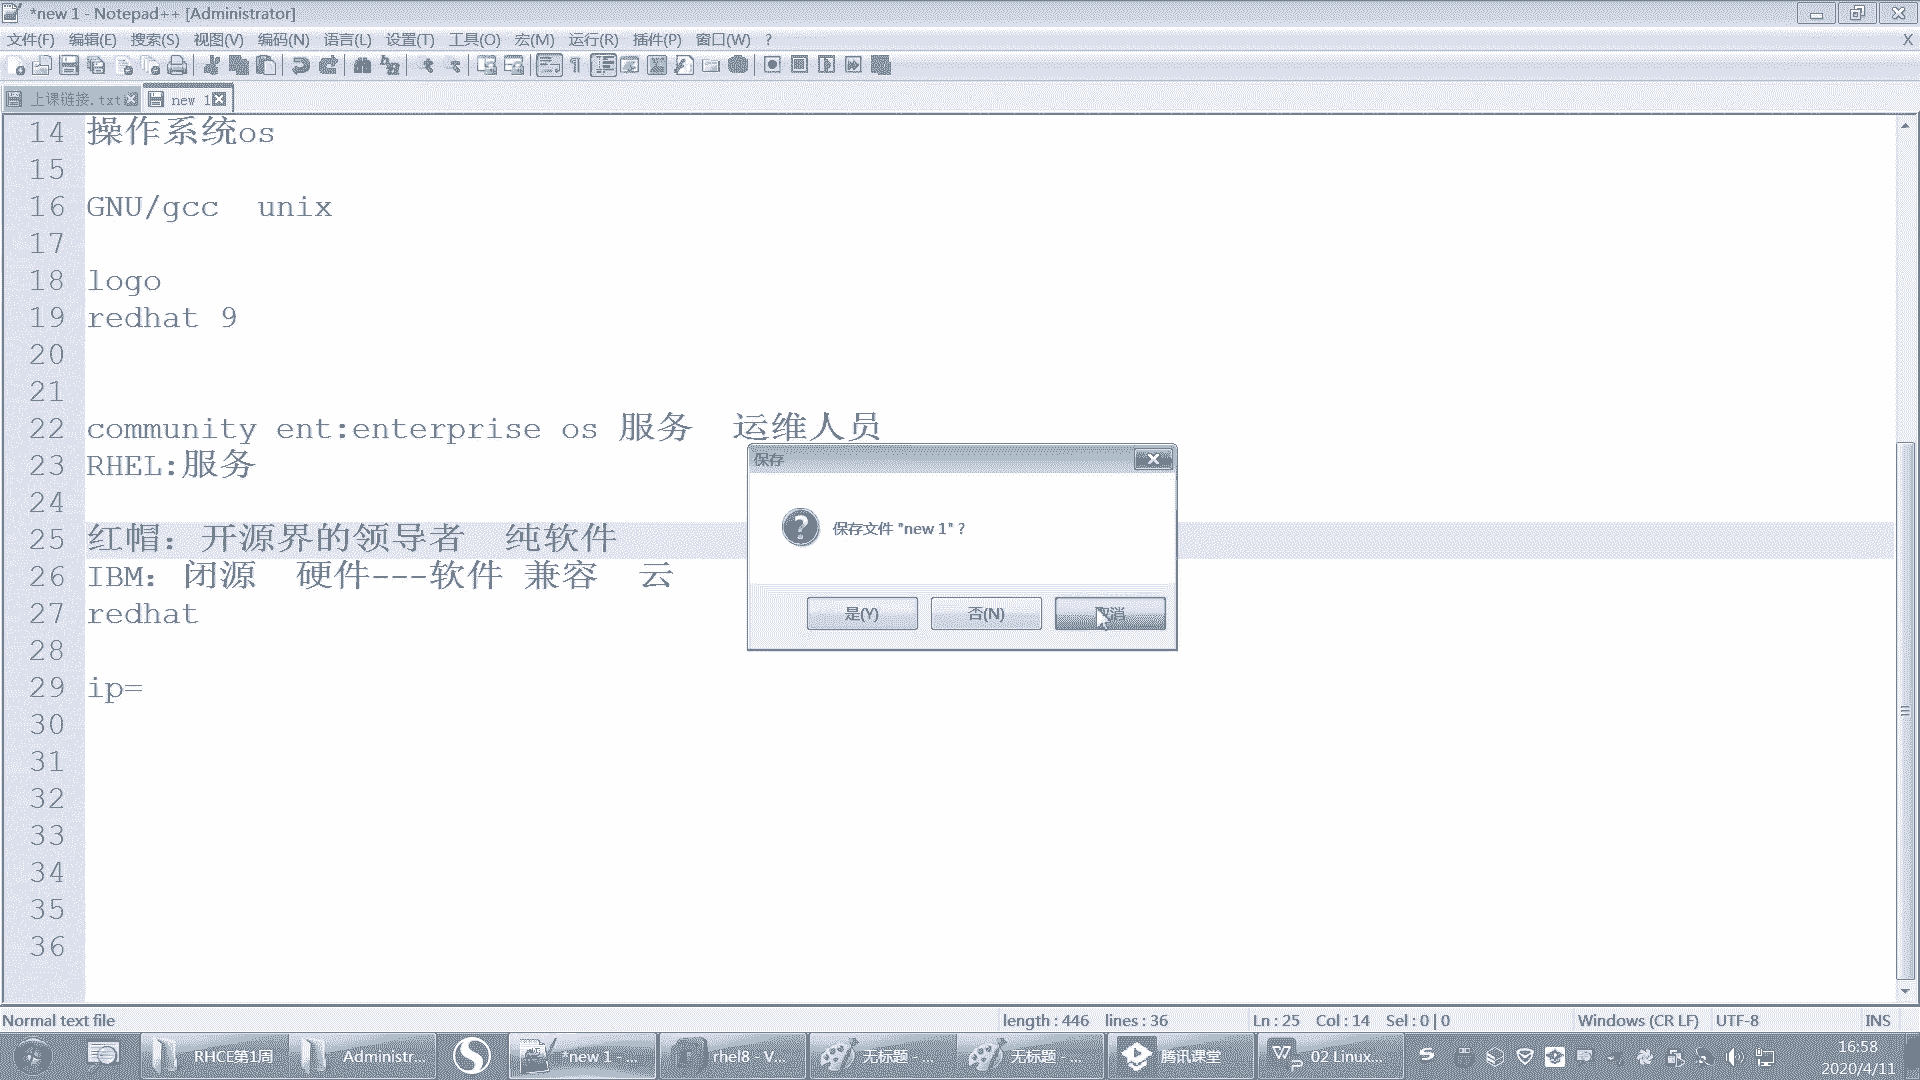 *new 1 - Notepad++ [Administrator]
文件(F) 编辑(E) 搜索(S) 视图(V) 编码(N) 语言(L) 设置(T) 工具(O) 宏(M) 运行(R) 插件(P) 窗口(W) ? X
上课链接.txt new 1
14 操作系统os
15
16 GNU/gcc  unix
17
18 logo
19 redhat 9
20
21
22 community ent:enterprise os 服务  运维人员
23 RHEL:服务
24
25 红帽：开源界的领导者  纯软件
26 IBM：闭源  硬件---软件 兼容  云
27 redhat
28
29 ip=
30
31
32
33
34
35
36
保存
保存文件 "new 1" ?
是(Y) 否(N) 取消
Normal text file length : 446 lines : 36 Ln : 25 Col : 14 Sel : 0 | 0 Windows (CR LF) UTF-8 INS
RHCE第1周 Administr... *new 1 - ... rhel8 - V... 无标题 - ... 无标题 - ... 腾讯课堂 02 Linux... 16:58
2020/4/11